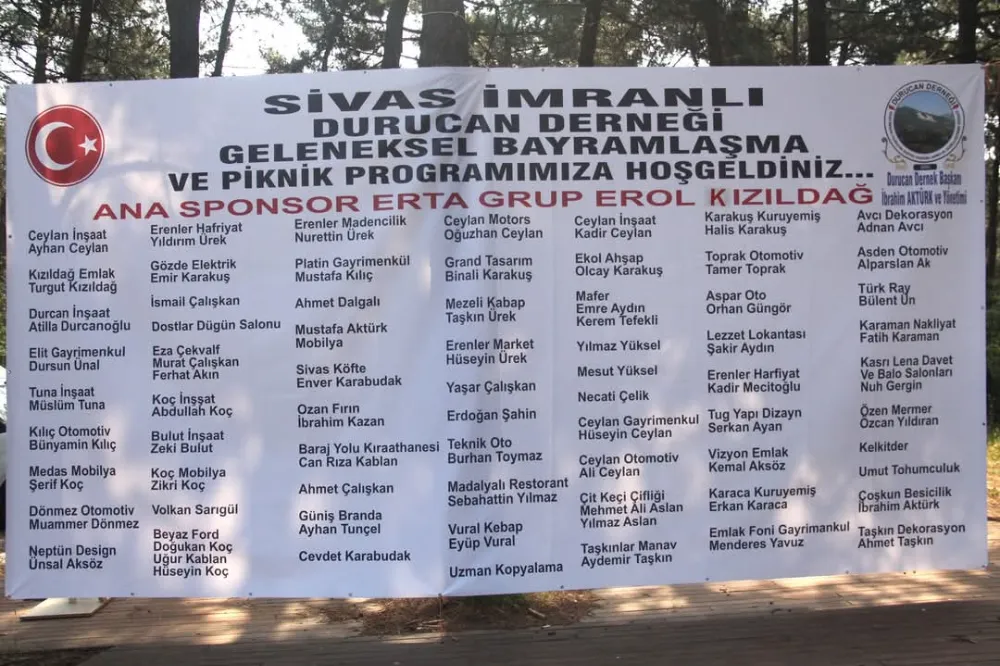 SİVAS İMRANLI
DURUCAN DERNEĞİ
GELENEKSEL BAYRAMLAŞMA
VE PİKNİK PROGRAMIMIZA HOŞGELDİNİZ...
ANA SPONSOR ERTA GRUP EROL KIZILDAĞ
DURUCAN DERNEĞİ
Durucan Dernek Başkan
İbrahim AKTÜRK ve Yönetimi
Ceylan İnşaat
Ayhan Ceylan
Kızıldağ Emlak
Turgut Kızıldağ
Durcan İnşaat
Atilla Durcanoğlu
Elit Gayrimenkul
Dursun Ünal
Tuna İnşaat
Müslüm Tuna
Kılıç Otomotiv
Bünyamin Kılıç
Medas Mobilya
Şerif Koç
Dönmez Otomotiv
Muammer Dönmez
Neptün Design
Ünsal Aksöz
Erenler Hafriyat
Yıldırım Ürek
Gözde Elektrik
Emir Karakuş
İsmail Çalışkan
Dostlar Düğün Salonu
Eza Çekvalf
Murat Çalışkan
Ferhat Akın
Koç İnşşat
Abdullah Koç
Bulut İnşaat
Zeki Bulut
Koç Mobilya
Zikri Koç
Volkan Sarıgül
Beyaz Ford
Doğukan Koç
Uğur Kablan
Hüseyin Koç
Erenler Madencilik
Nurettin Ürek
Platin Gayrimenkül
Mustafa Kılıç
Ahmet Dalgalı
Mustafa Aktürk
Mobilya
Sivas Köfte
Enver Karabudak
Ozan Fırın
İbrahim Kazan
Baraj Yolu Kıraathanesi
Can Rıza Kablan
Ahmet Çalışkan
Güniş Branda
Ayhan Tunçel
Cevdet Karabudak
Ceylan Motors
Oğuzhan Ceylan
Grand Tasarım
Binali Karakuş
Mezeli Kabap
Taşkın Ürek
Erenler Market
Hüseyin Ürek
Yaşar Çalışkan
Erdoğan Şahin
Teknik Oto
Burhan Toymaz
Madalyalı Restorant
Sebahattin Yılmaz
Vural Kebap
Eyüp Vural
Uzman Kopyalama
Ceylan İnşaat
Kadir Ceylan
Ekol Ahşap
Olcay Karakuş
Mafer
Emre Aydın
Kerem Tefekli
Yılmaz Yüksel
Mesut Yüksel
Necati Çelik
Ceylan Gayrimenkul
Hüseyin Ceylan
Ceylan Otomotiv
Ali Ceylan
Çit Keçi Çifliği
Mehmet Ali Aslan
Yılmaz Aslan
Taşkınlar Manav
Aydemir Taşkın
Karakuş Kuruyemiş
Halis Karakuş
Toprak Otomotiv
Tamer Toprak
Aspar Oto
Orhan Güngör
Lezzet Lokantası
Şakir Aydın
Erenler Harfiyat
Kadir Mecitoğlu
Tug Yapı Dizayn
Serkan Ayan
Vizyon Emlak
Kemal Aksöz
Karaca Kuruyemiş
Erkan Karaca
Emlak Foni Gayrimankul
Menderes Yavuz
Avcı Dekorasyon
Adnan Avcı
Asden Otomotiv
Alparslan Ak
Türk Ray
Bülent Ün
Karaman Nakliyat
Fatih Karaman
Kasrı Lena Davet
Ve Balo Salonları
Nuh Gergin
Özen Mermer
Özcan Yıldıran
Kelkitder
Umut Tohumculuk
Çoşkun Besicilik
İbrahim Aktürk
Taşkın Dekorasyon
Ahmet Taşkın